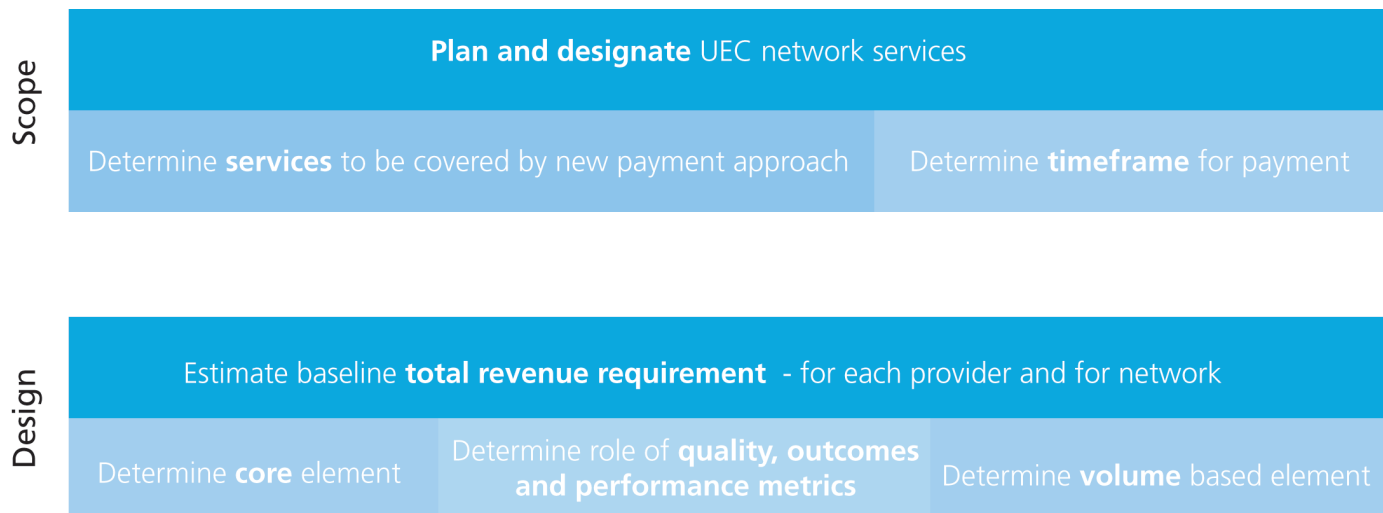 Scope
Plan and designate UEC network services
Determine services to be covered by new payment approach
Determine timeframe for payment
Design
Estimate baseline total revenue requirement - for each provider and for network
Determine core element
Determine role of quality, outcomes
and performance metrics
Determine volume based element